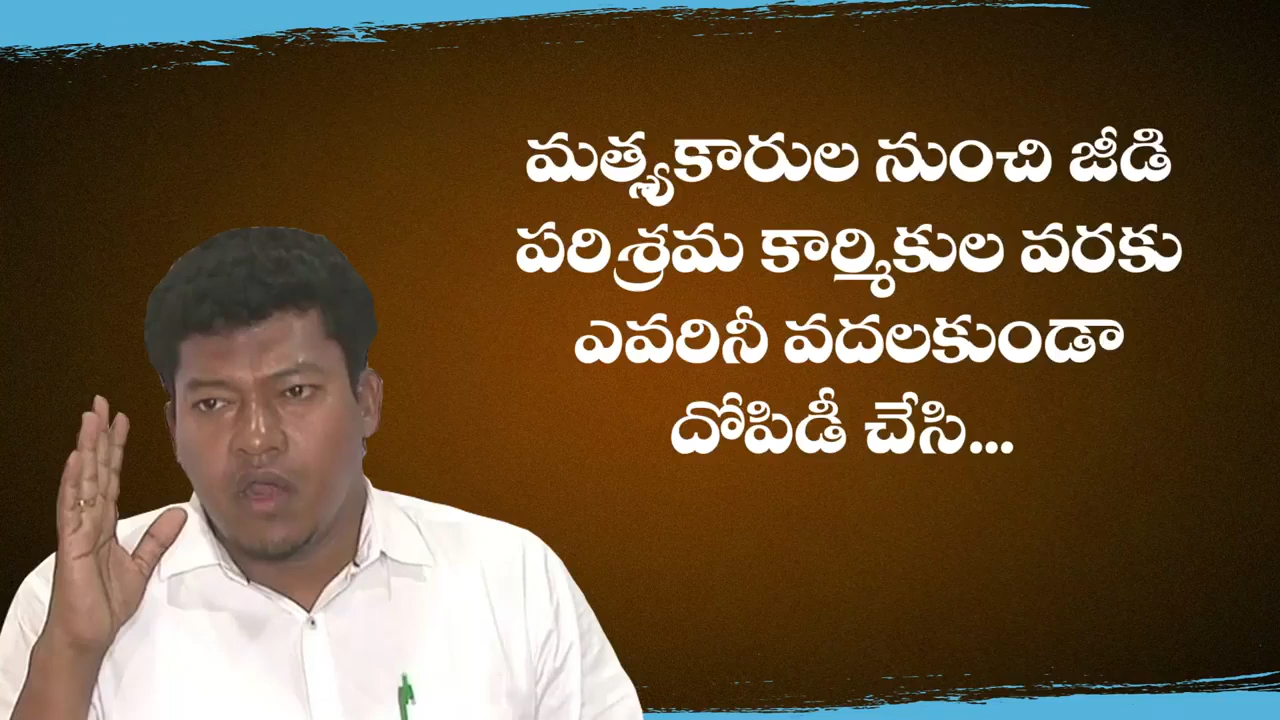 మత్స్యకారుల నుంచి జీడి
పరిశ్రమ కార్మికుల వరకు
ఎవరినీ వదలకుండా
దోపిడీ చేసి...